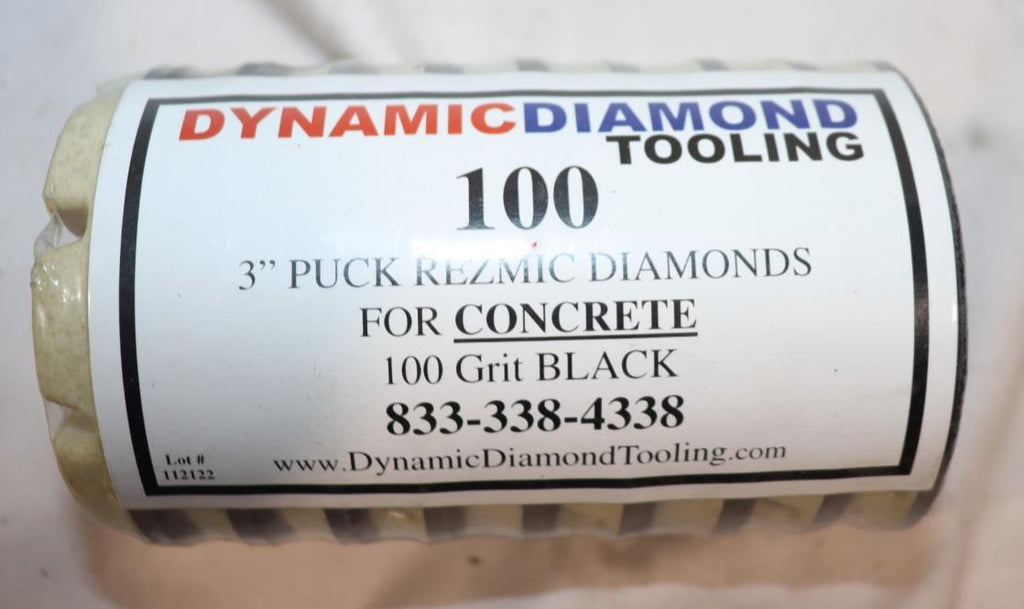 DYNAMICDIAMOND
TOOLING
100
3” PUCK REZMIC DIAMONDS
FOR CONCRETE
100 Grit BLACK
833-338-4338
www.DynamicDiamondTooling.com
Lot #
112122